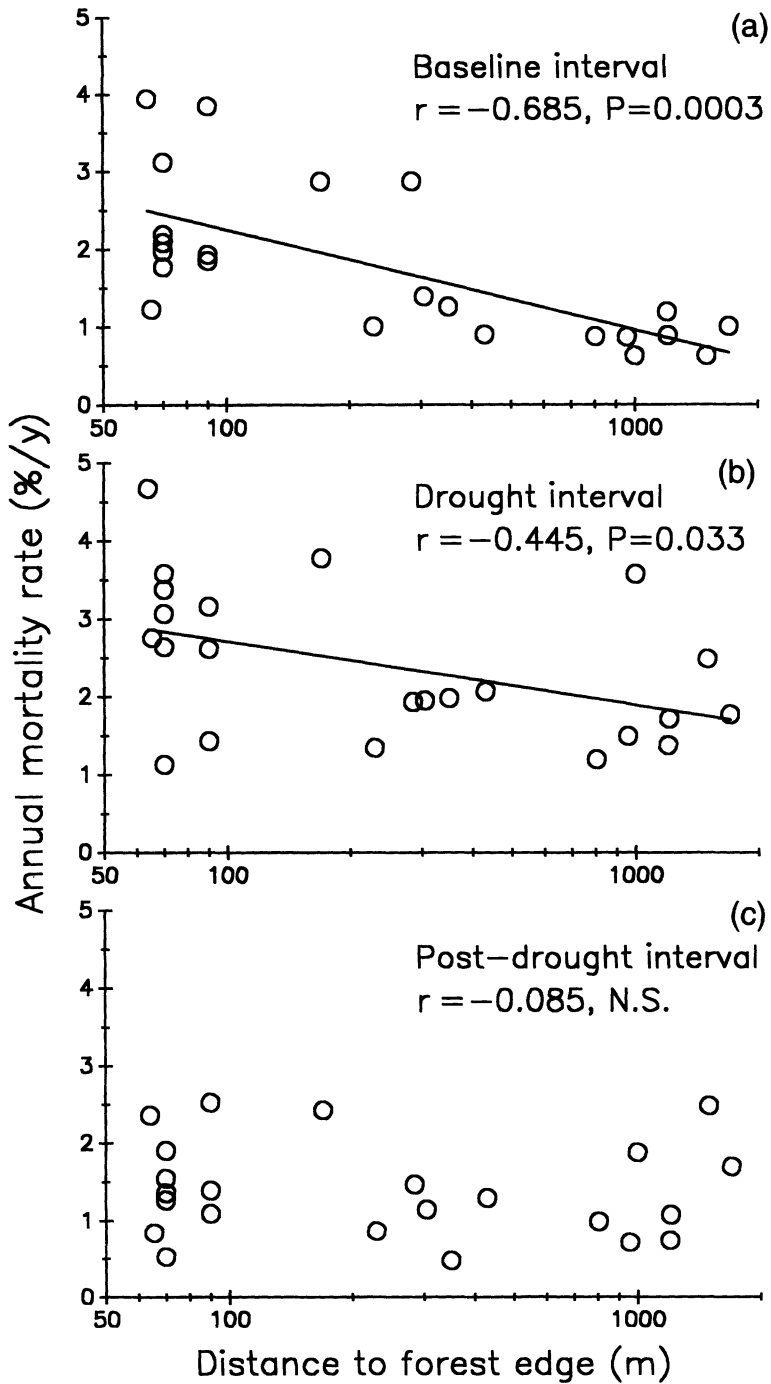 (a)
Baseline interval
r =−0.685, P=0.0003
5
4
3
2
1
0
50 100 1000
(b)
Drought interval
r =−0.445, P=0.033
5
4
3
2
1
0
50 100 1000
(c)
Post−drought interval
r =−0.085, N.S.
5
4
3
2
1
0
50 100 1000
Annual mortality rate (%/y)
Distance to forest edge (m)